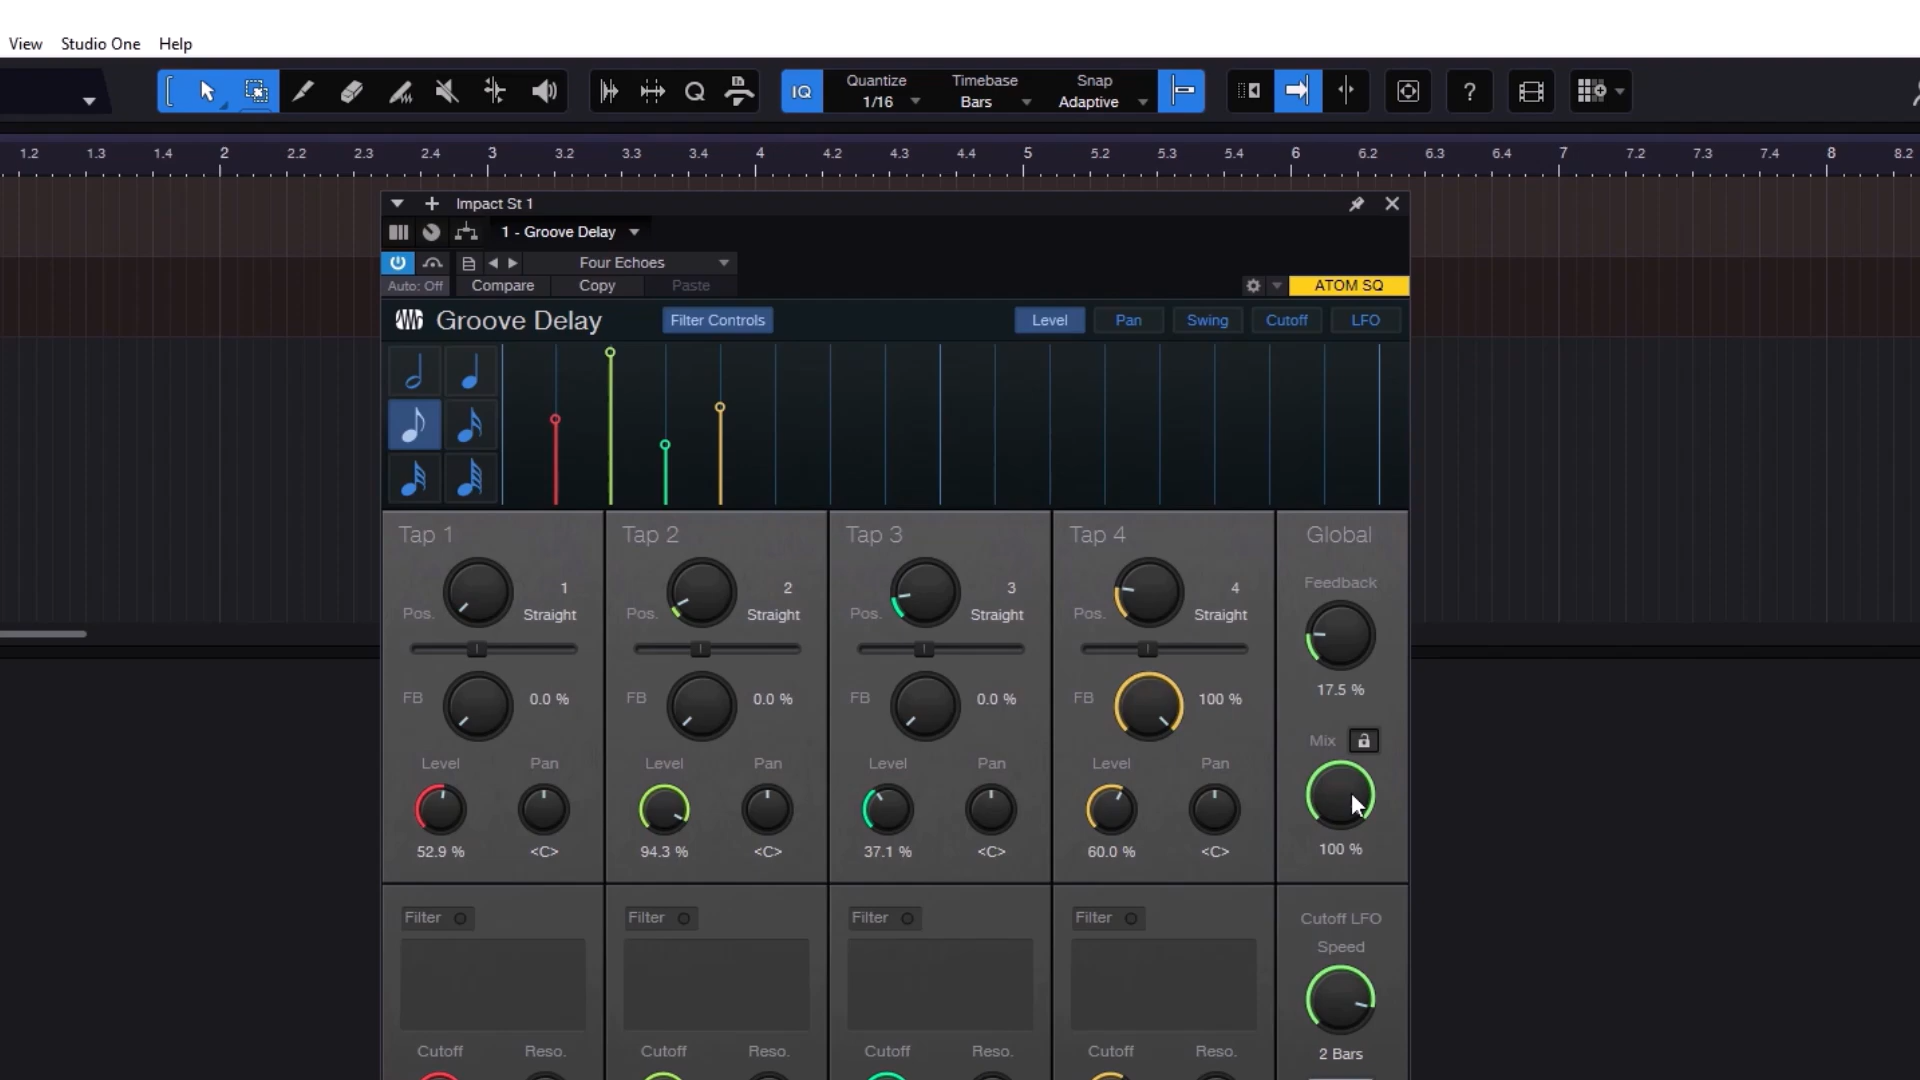 View Studio One Help
Quantize Timebase Snap
IQ 1/16 Bars Adaptive ?
1.2 1.3 1.4 2 2.2 2.3 2.4 3 3.2 3.3 3.4 4 4.2 4.3 4.4 5 5.2 5.3 5.4 6 6.2 6.3 6.4 7 7.2 7.3 7.4 8 8.2
Impact St 1
1 - Groove Delay
Four Echoes
Auto: Off Compare Copy Paste ATOM SQ
Groove Delay Filter Controls Level Pan Swing Cutoff LFO
Tap 1 Tap 2 Tap 3 Tap 4 Global
Feedback
1 2 3 4
Pos. Straight Pos. Straight Pos. Straight Pos. Straight
17.5 %
FB 0.0 % FB 0.0 % FB 0.0 % FB 100 %
Mix
Level Pan Level Pan Level Pan Level Pan
52.9 % <C> 94.3 % <C> 37.1 % <C> 60.0 % <C> 100 %
Filter Filter Filter Filter Cutoff LFO
Speed
Cutoff Reso. Cutoff Reso. Cutoff Reso. Cutoff Reso. 2 Bars